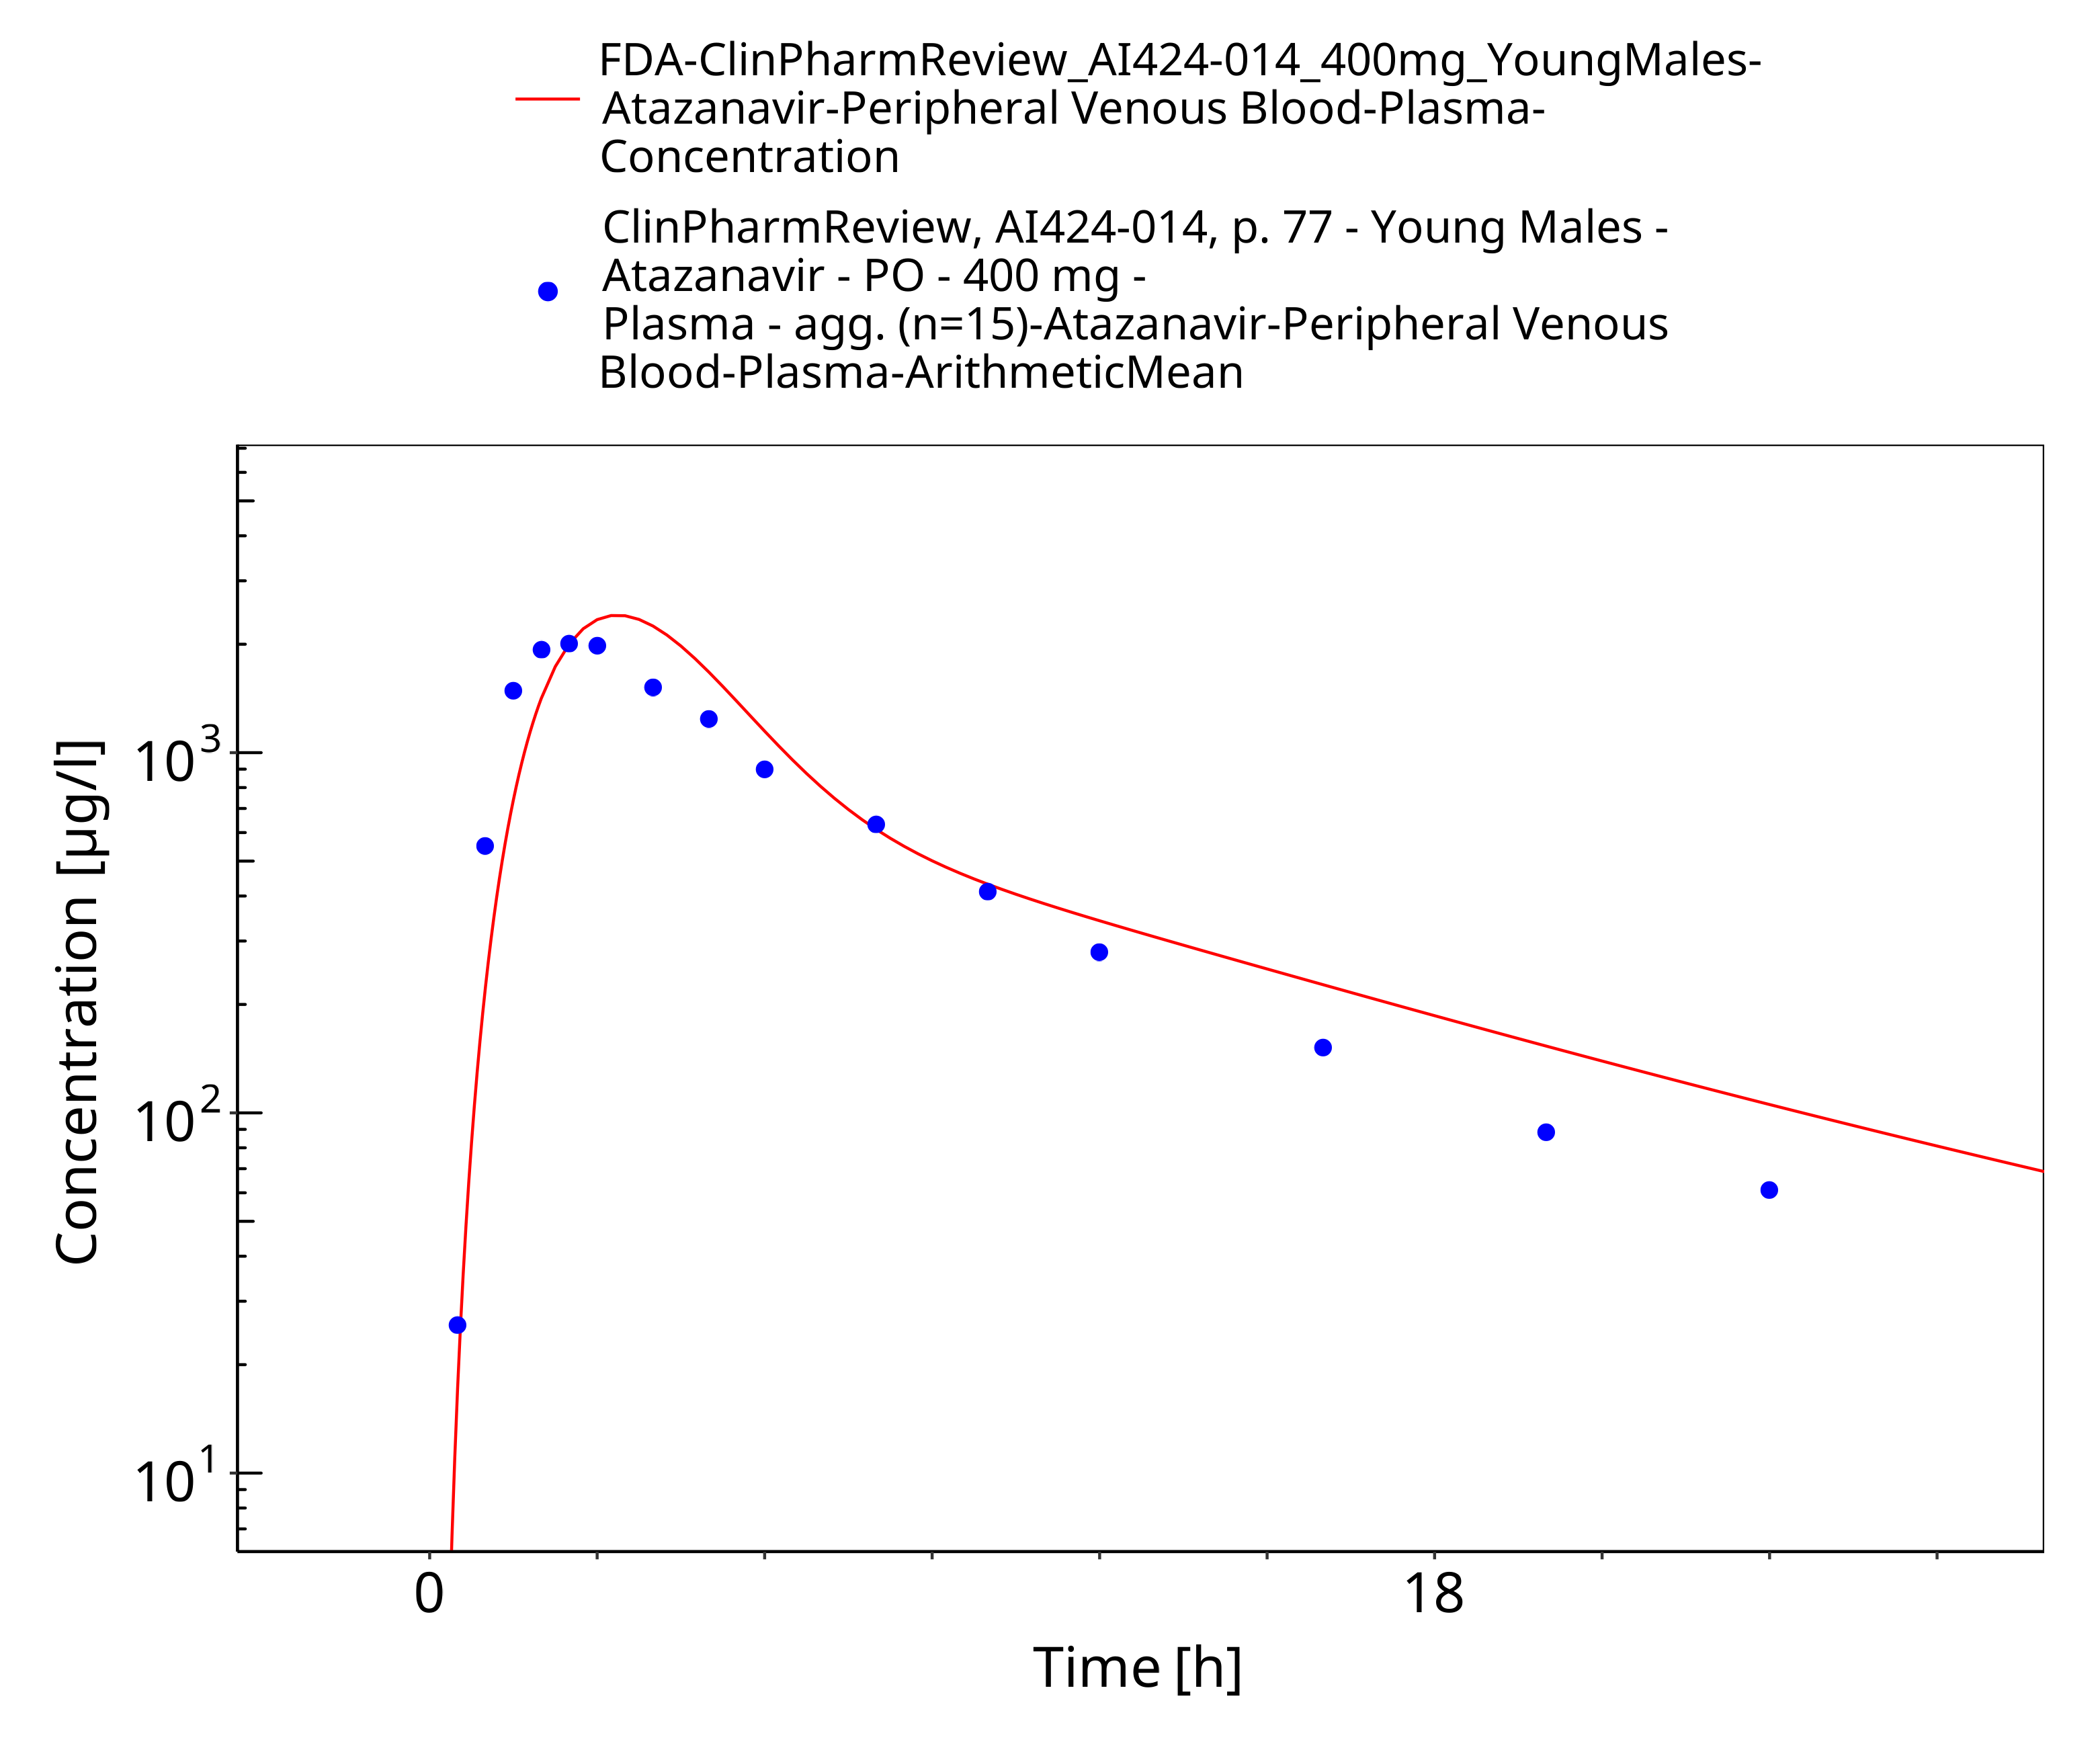 FDA-ClinPharmReview_AI424-014_400mg_YoungMales-
Atazanavir-Peripheral Venous Blood-Plasma-
Concentration
ClinPharmReview, AI424-014, p. 77 - Young Males -
Atazanavir - PO - 400 mg -
Plasma - agg. (n=15)-Atazanavir-Peripheral Venous
Blood-Plasma-ArithmeticMean
Concentration [µg/l]
10³
10²
10¹
0 18
Time [h]